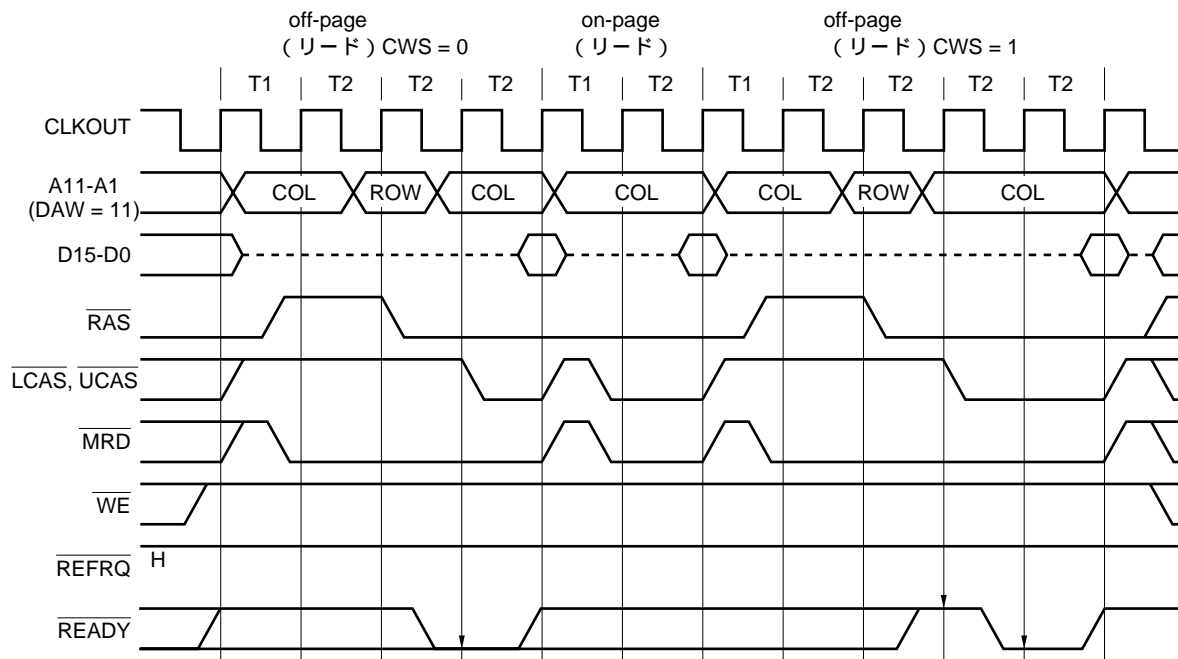 off-page on-page off-page
（リード）CWS = 0 （リード） （リード）CWS = 1
T1 T2 T2 T2 T1 T2 T1 T2 T2 T2 T2
CLKOUT
A11-A1 COL ROW COL COL COL ROW COL
(DAW = 11)
D15-D0
RAS
LCAS, UCAS
MRD
WE
REFRQ H
READY